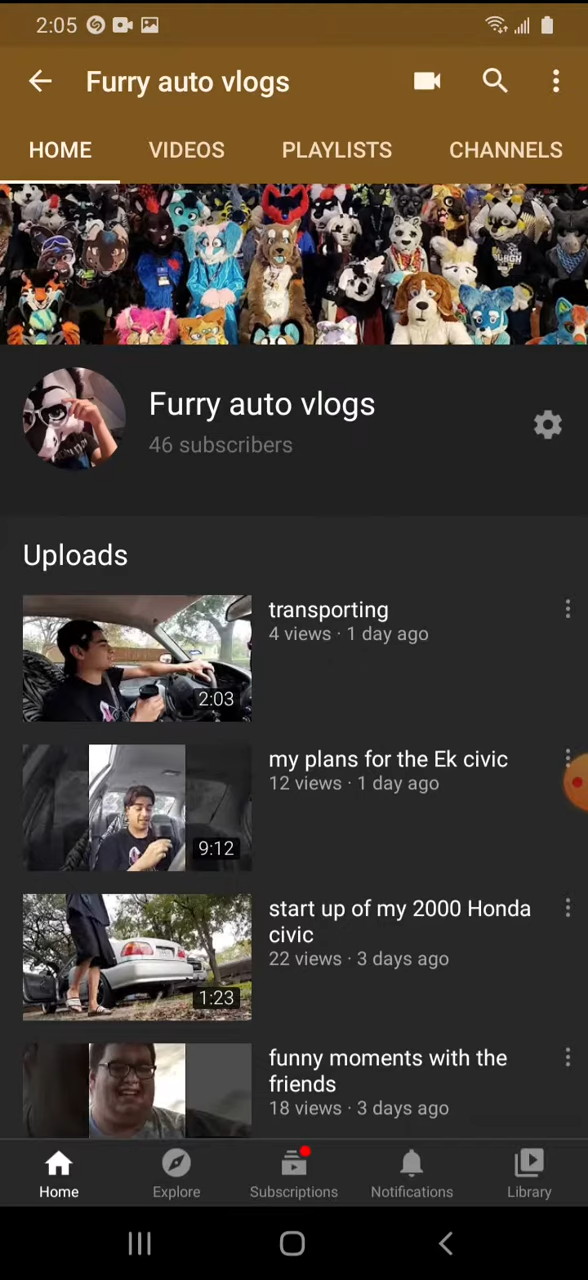 2:05
Furry auto vlogs
HOME VIDEOS PLAYLISTS CHANNELS
Furry auto vlogs
46 subscribers
Uploads
transporting
4 views · 1 day ago
2:03
my plans for the Ek civic
12 views · 1 day ago
9:12
start up of my 2000 Honda
civic
22 views · 3 days ago
1:23
funny moments with the
friends
18 views · 3 days ago
Home Explore Subscriptions Notifications Library